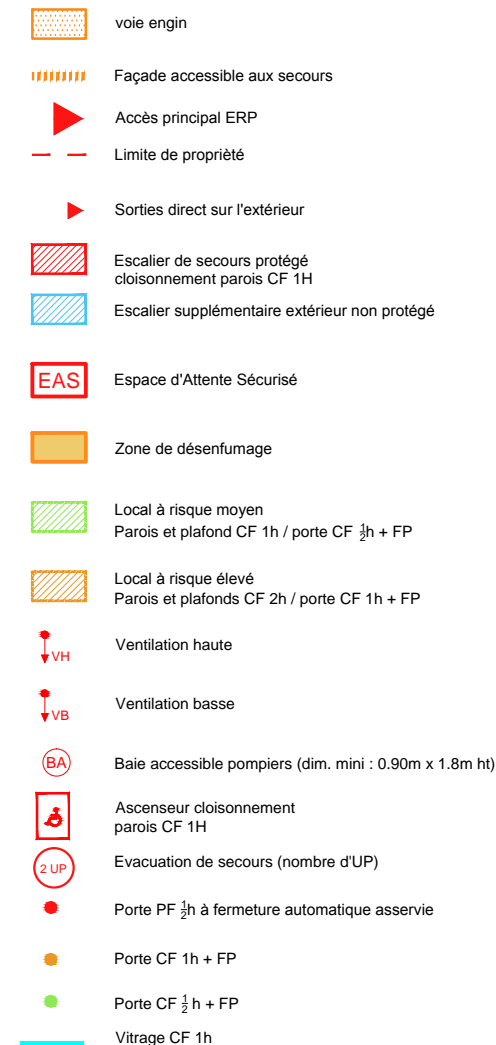 voie engin
Façade accessible aux secours
Accès principal ERP
Limite de propriètè
Sorties direct sur l'extérieur
Escalier de secours protégé
cloisonnement parois CF 1H
Escalier supplémentaire extérieur non protégé
EAS Espace d'Attente Sécurisé
Zone de désenfumage
Local à risque moyen
Parois et plafond CF 1h / porte CF ½h + FP
Local à risque élevé
Parois et plafonds CF 2h / porte CF 1h + FP
VH Ventilation haute
VB Ventilation basse
BA Baie accessible pompiers (dim. mini : 0.90m x 1.8m ht)
Ascenseur cloisonnement
parois CF 1H
2 UP Evacuation de secours (nombre d'UP)
Porte PF ½h à fermeture automatique asservie
Porte CF 1h + FP
Porte CF ½ h + FP
Vitrage CF 1h